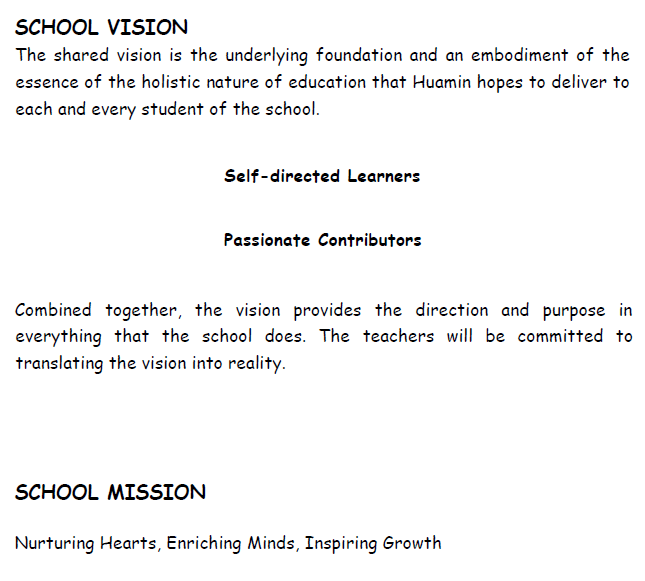 SCHOOL VISION
The shared vision is the underlying foundation and an embodiment of the
essence of the holistic nature of education that Huamin hopes to deliver to
each and every student of the school.
Self-directed Learners
Passionate Contributors
Combined together, the vision provides the direction and purpose in
everything that the school does. The teachers will be committed to
translating the vision into reality.
SCHOOL MISSION
Nurturing Hearts, Enriching Minds, Inspiring Growth